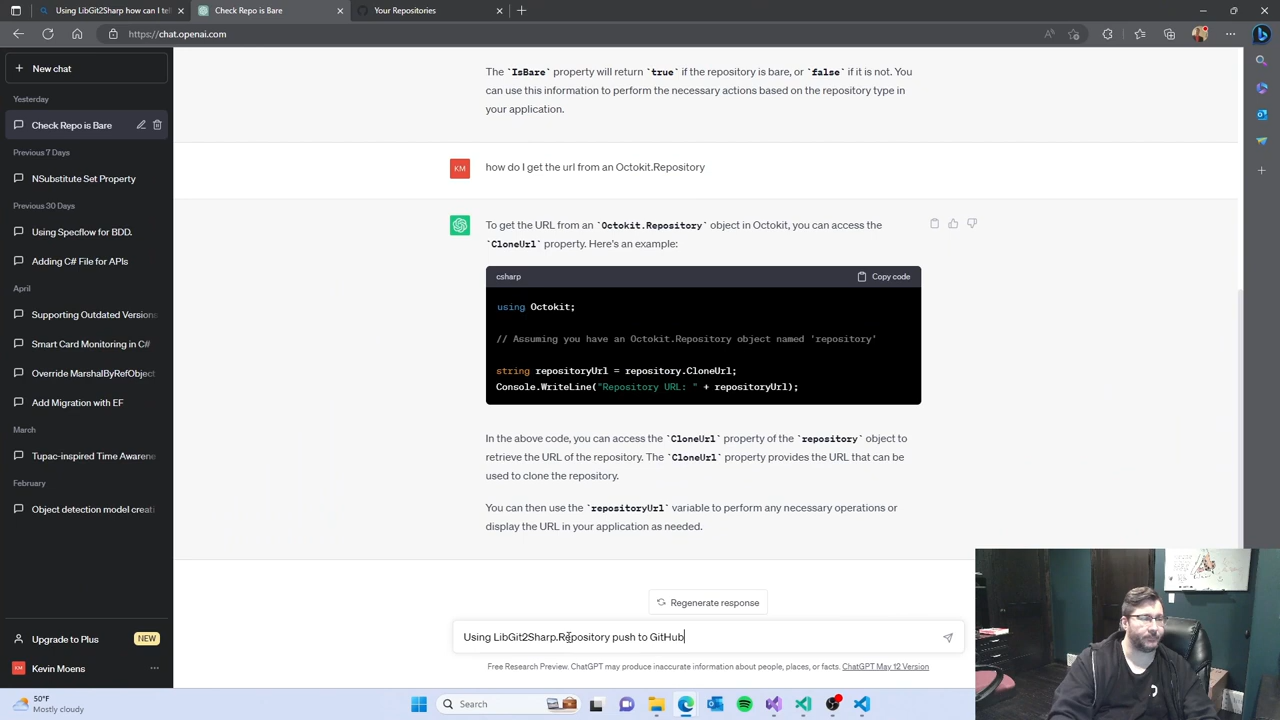 Using LibGit2Sharp how can I tell
Check Repo is Bare
Your Repositories
https://chat.openai.com
New chat
Yesterday
Check Repo is Bare
Previous 7 Days
NSubstitute Set Property
Previous 30 Days
Using Specflow for BDD.
Adding C# File for APIs
April
Supporting Outdated Versions
Smart Card Monitoring in C#
Override MarshalByRefObject
Add Migration with EF
March
Tupac-inspired Time Awarene
February
Object detection model creati
Upgrade to Plus
NEW
KM
Kevin Moens
The `IsBare` property will return `true` if the repository is bare, or `false` if it is not. You
can use this information to perform the necessary actions based on the repository type in
your application.
KM
how do I get the url from an Octokit.Repository
To get the URL from an `Octokit.Repository` object in Octokit, you can access the
`CloneUrl` property. Here's an example:
csharp
Copy code
using Octokit;
// Assuming you have an Octokit.Repository object named 'repository'
string repositoryUrl = repository.CloneUrl;
Console.WriteLine("Repository URL: " + repositoryUrl);
In the above code, you can access the `CloneUrl` property of the `repository` object to
retrieve the URL of the repository. The `CloneUrl` property provides the URL that can be
used to clone the repository.
You can then use the `repositoryUrl` variable to perform any necessary operations or
display the URL in your application as needed.
Regenerate response
Using LibGit2Sharp.Repository push to GitHub
Free Research Preview. ChatGPT may produce inaccurate information about people, places, or facts. ChatGPT May 12 Version
50°F
Mostly cloudy
Search